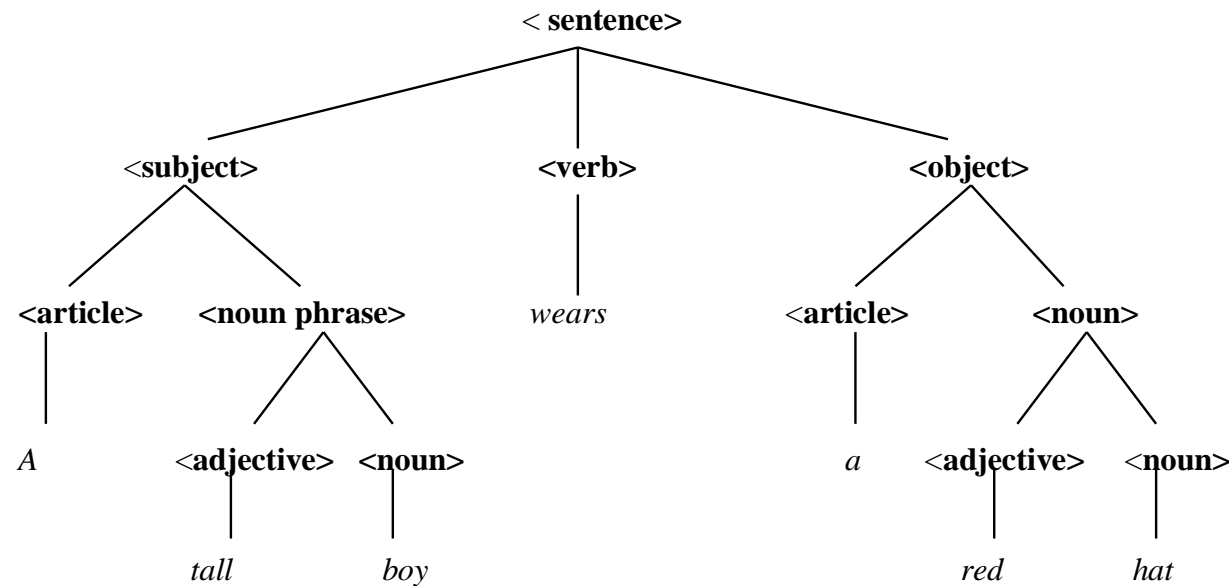 < sentence>
<subject> <verb> <object>
<article> <noun phrase> wears <article> <noun>
A <adjective> <noun> a <adjective> <noun>
tall boy red hat